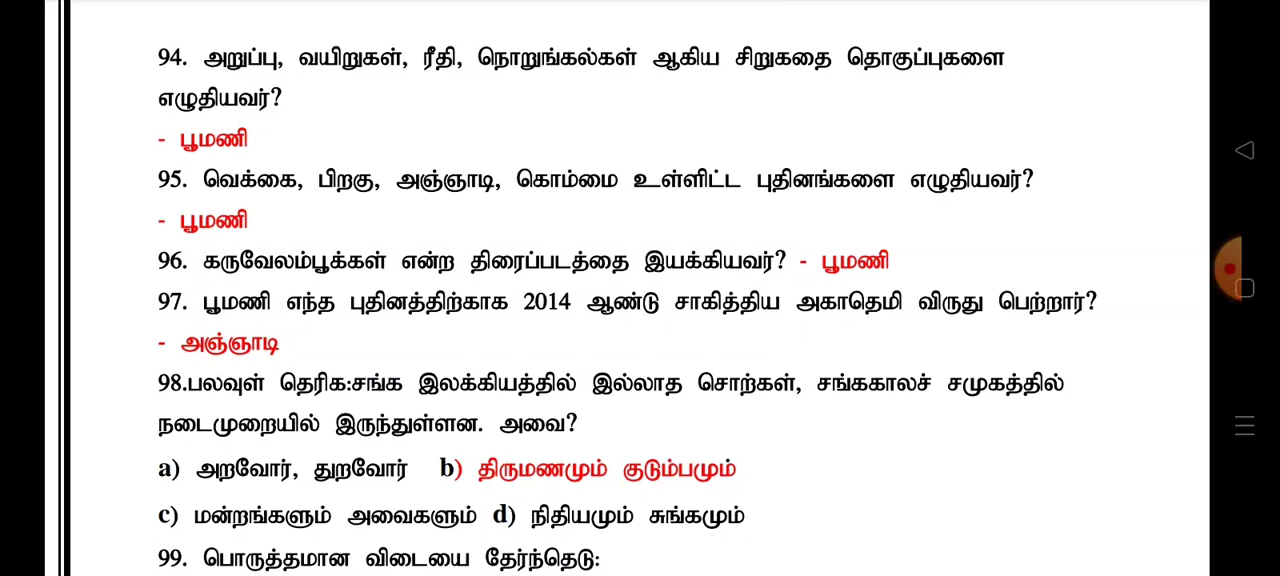 94. அறுப்பு, வயிறுகள், ரீதி, நொறுங்கல்கள் ஆகிய சிறுகதை தொகுப்புகளை
எழுதியவர்?
- பூமணி
95. வெக்கை, பிறகு, அஞ்ஞாடி, கொம்மை உள்ளிட்ட புதினங்களை எழுதியவர்?
- பூமணி
96. கருவேலம்பூக்கள் என்ற திரைப்படத்தை இயக்கியவர்? - பூமணி
97. பூமணி எந்த புதினத்திற்காக 2014 ஆண்டு சாகித்திய அகாதெமி விருது பெற்றார்?
- அஞ்ஞாடி
98.பலவுள் தெரிக:சங்க இலக்கியத்தில் இல்லாத சொற்கள், சங்ககாலச் சமுகத்தில்
நடைமுறையில் இருந்துள்ளன. அவை?
a) அறவோர், துறவோர் b) திருமணமும் குடும்பமும்
c) மன்றங்களும் அவைகளும் d) நிதியமும் சுங்கமும்
99. பொருத்தமான விடையை தேர்ந்தெடு: